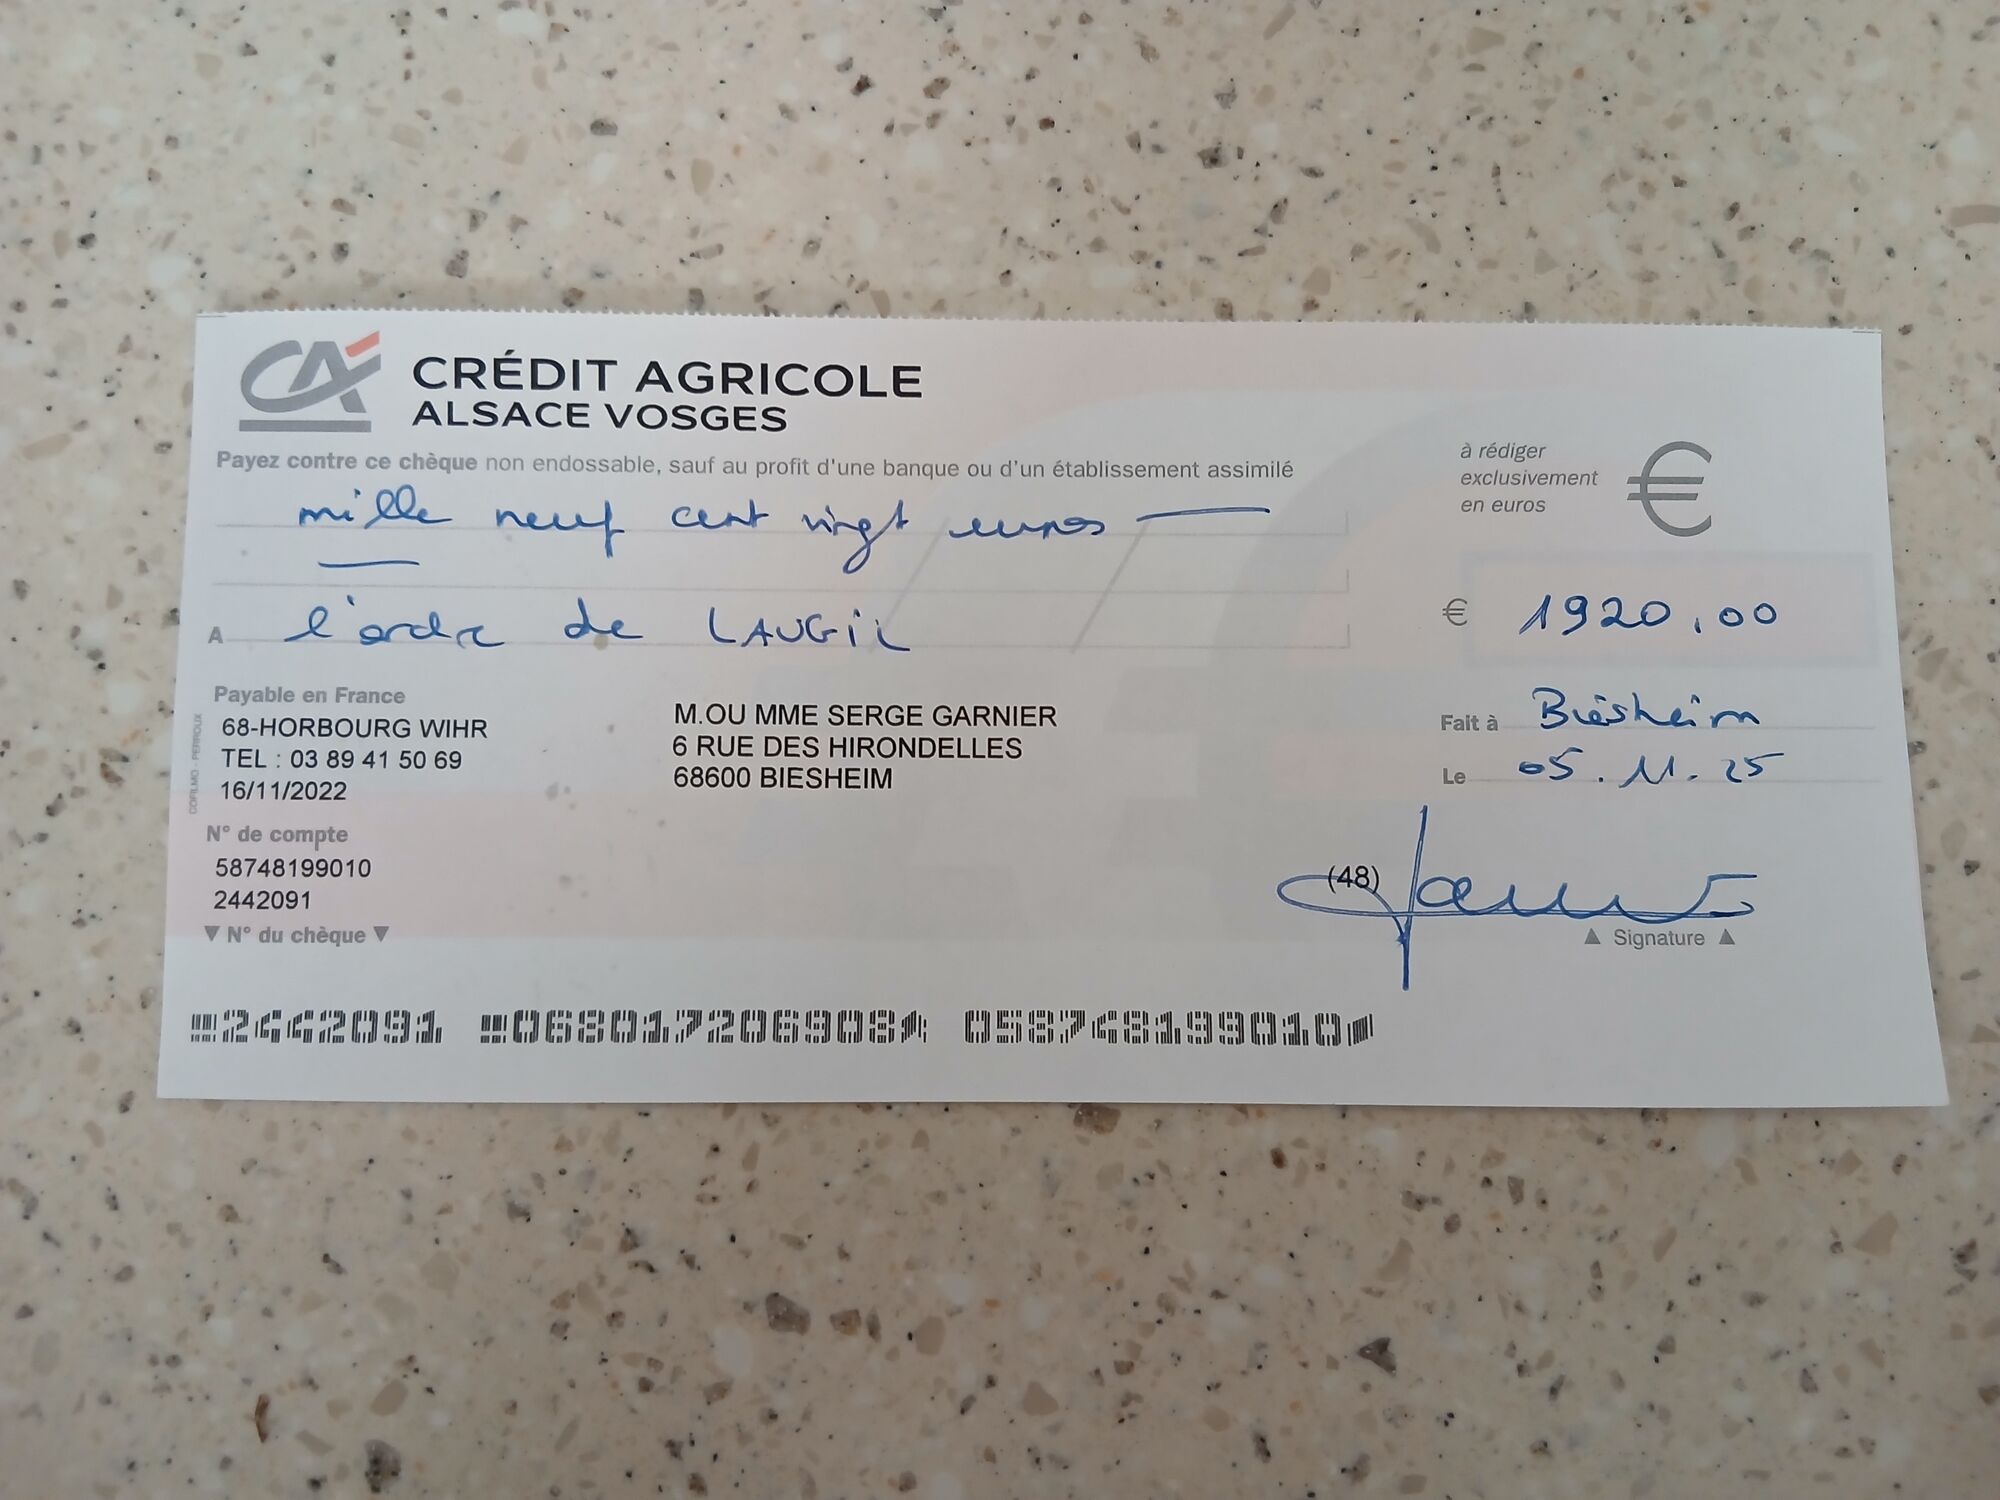 CA CRÉDIT AGRICOLE
ALSACE VOSGES
Payez contre ce chèque non endossable, sauf au profit d'une banque ou d'un établissement assimilé
à rédiger
exclusivement
en euros
€
mille neuf cent vingt euros
A l'ordre de LAUGIL
€ 1920,00
Payable en France
68-HORBOURG WIHR
TEL : 03 89 41 50 69
16/11/2022
COFILMO - PERROUX
M.OU MME SERGE GARNIER
6 RUE DES HIRONDELLES
68600 BIESHEIM
Fait à Biesheim
Le 05.11.25
N° de compte
58748199010
2442091
▼ N° du chèque ▼
(48)
▲ Signature ▲
2442091 068017206908 058748199010